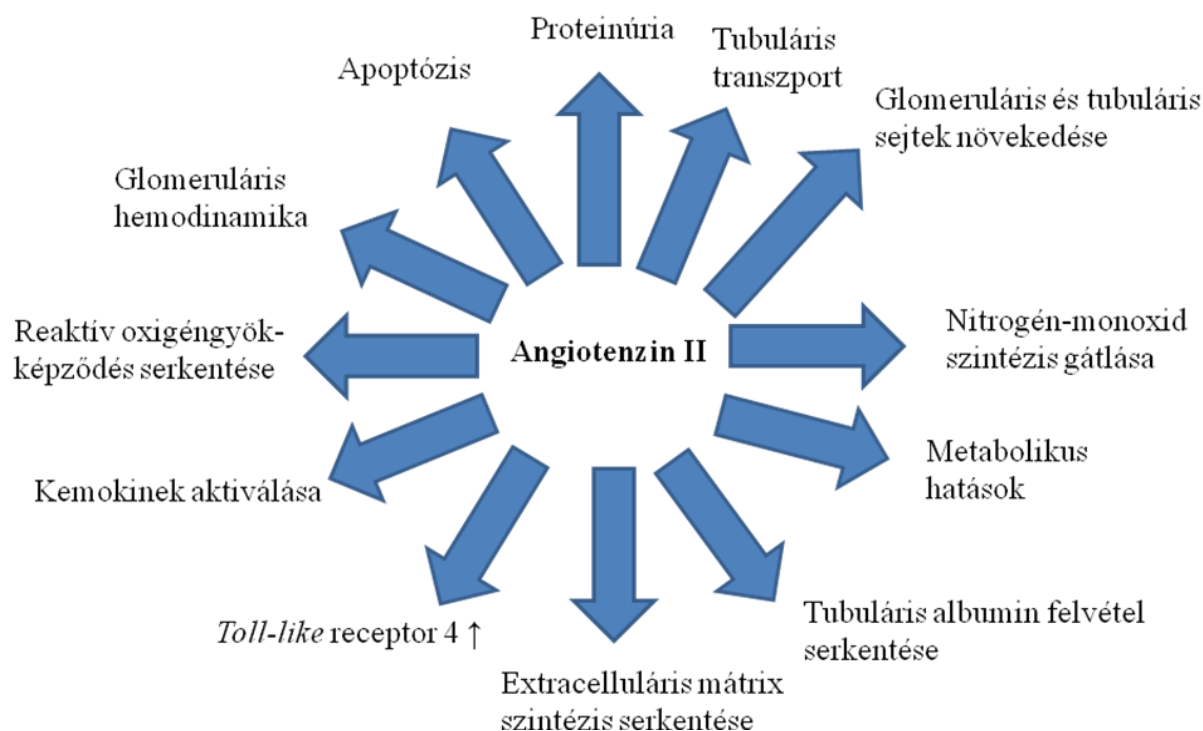 Proteinúria
Tubuláris
transzport
Apoptózis
Glomeruláris és tubuláris
sejtek növekedése
Glomeruláris
hemodinamika
Reaktív oxigéngyök-
képződés serkentése
Angiotenzin II
Nitrogén-monoxid
szintézis gátlása
Kemokinek aktiválása
Metabolikus
hatások
Toll-like receptor 4 ↑
Tubuláris albumin felvétel
serkentése
Extracelluláris mátrix
szintézis serkentése